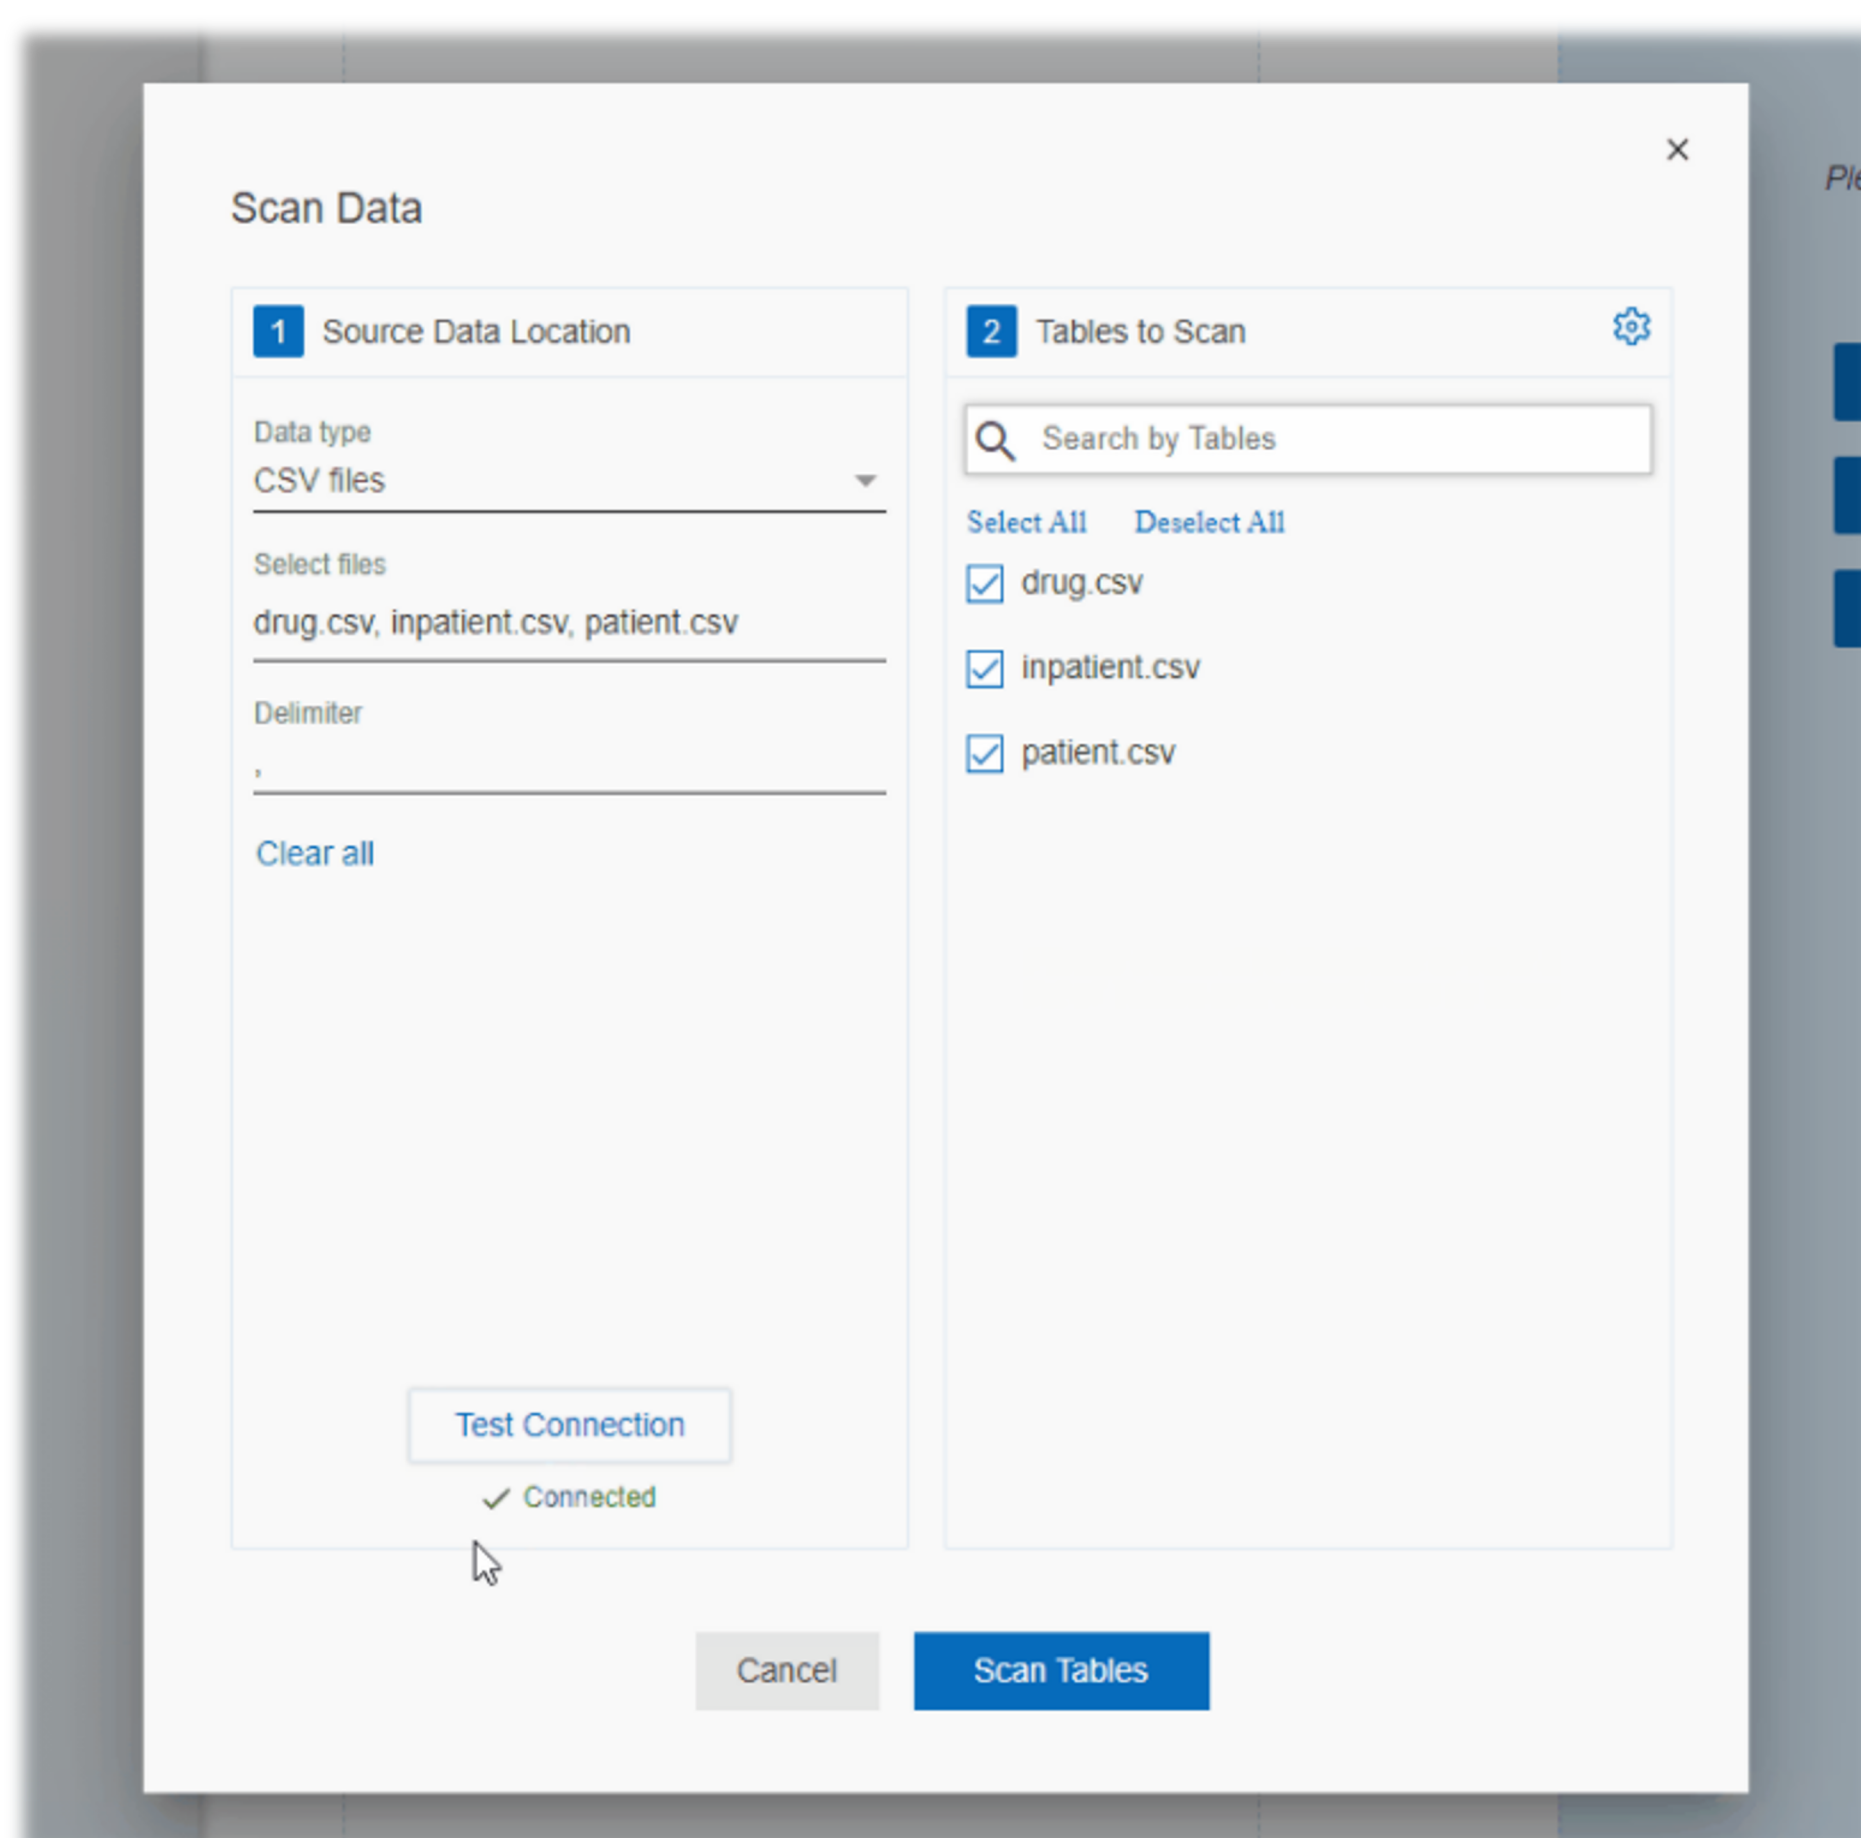 Scan Data
1 Source Data Location
Data type
CSV files
Select files
drug.csv, inpatient.csv, patient.csv
Delimiter
,
Clear all
Test Connection
Connected
2 Tables to Scan
Search by Tables
Select All Deselect All
drug.csv
inpatient.csv
patient.csv
Cancel Scan Tables